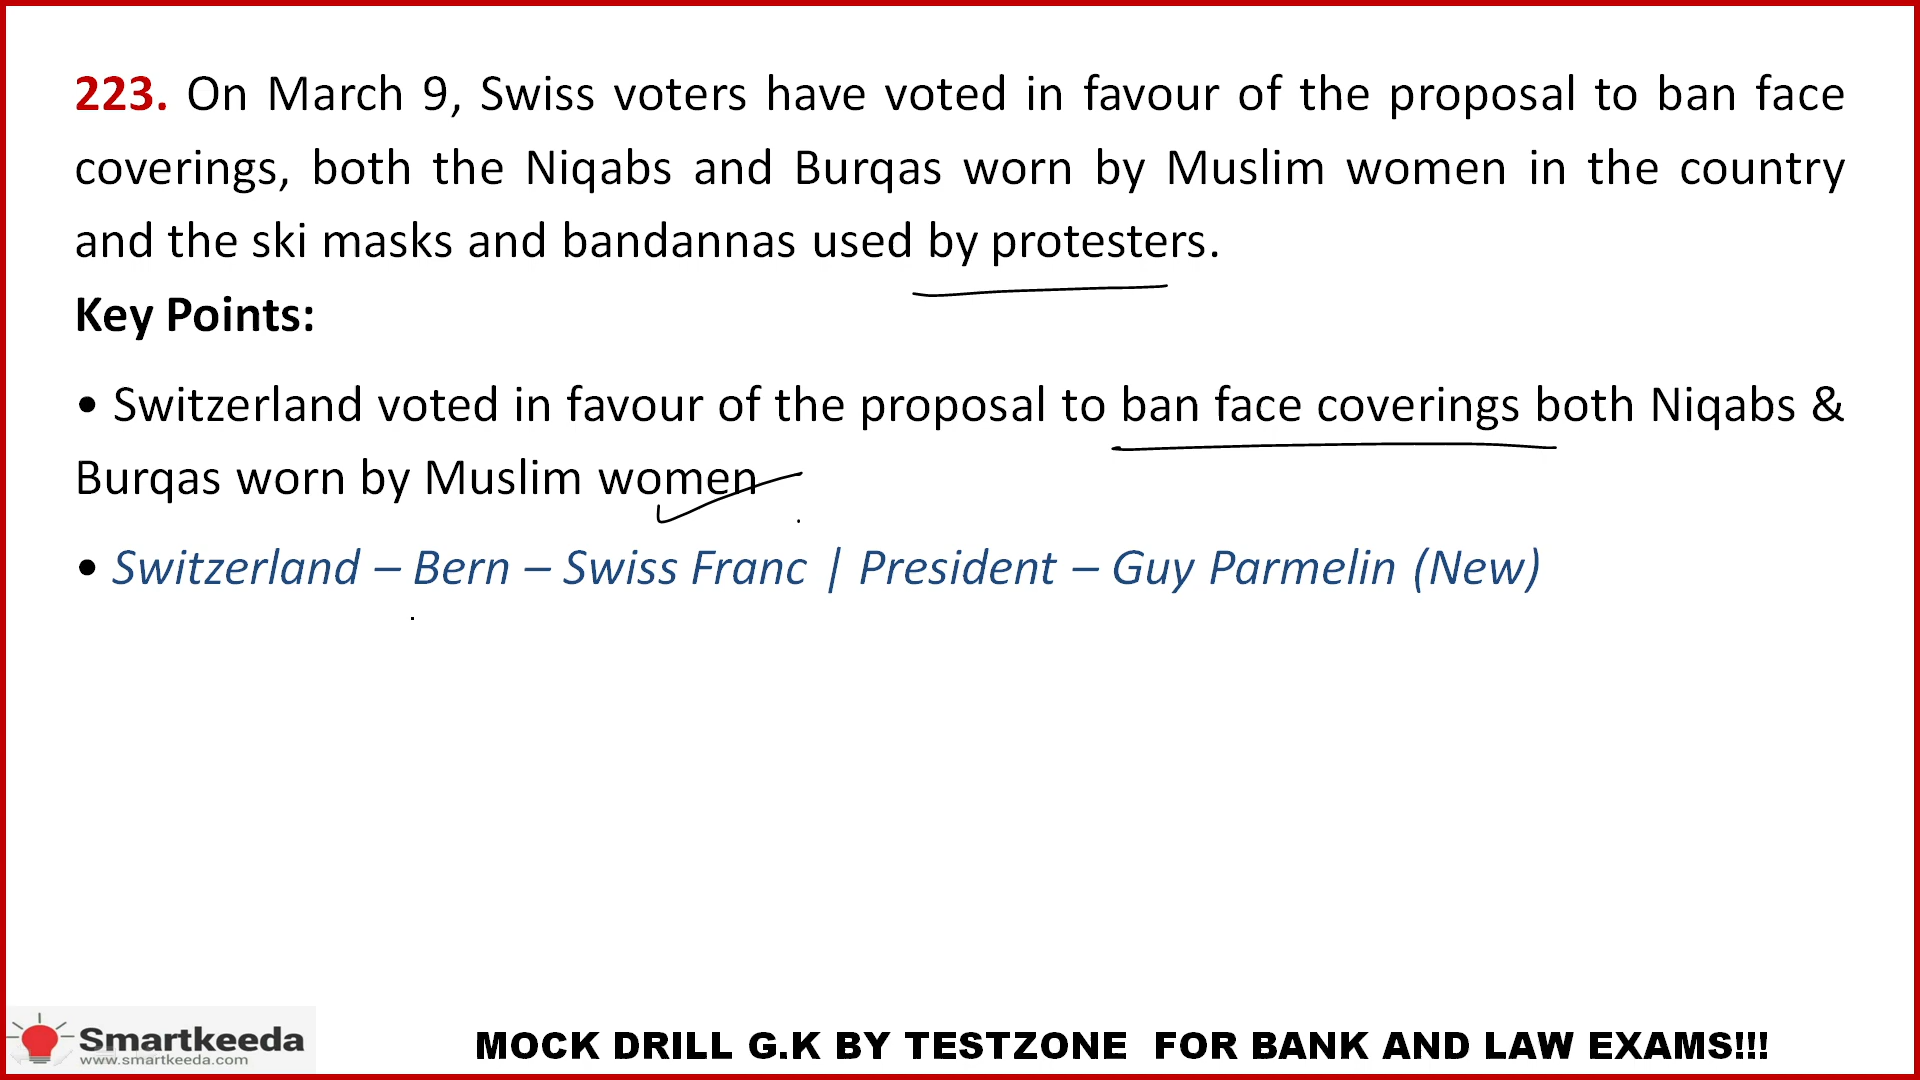 223. On March 9, Swiss voters have voted in favour of the proposal to ban face
coverings, both the Niqabs and Burqas worn by Muslim women in the country
and the ski masks and bandannas used by protesters.
Key Points:
• Switzerland voted in favour of the proposal to ban face coverings both Niqabs &
Burqas worn by Muslim women
• Switzerland – Bern – Swiss Franc | President – Guy Parmelin (New)
Smartkeeda
www.smartkeeda.com
MOCK DRILL G.K BY TESTZONE FOR BANK AND LAW EXAMS!!!